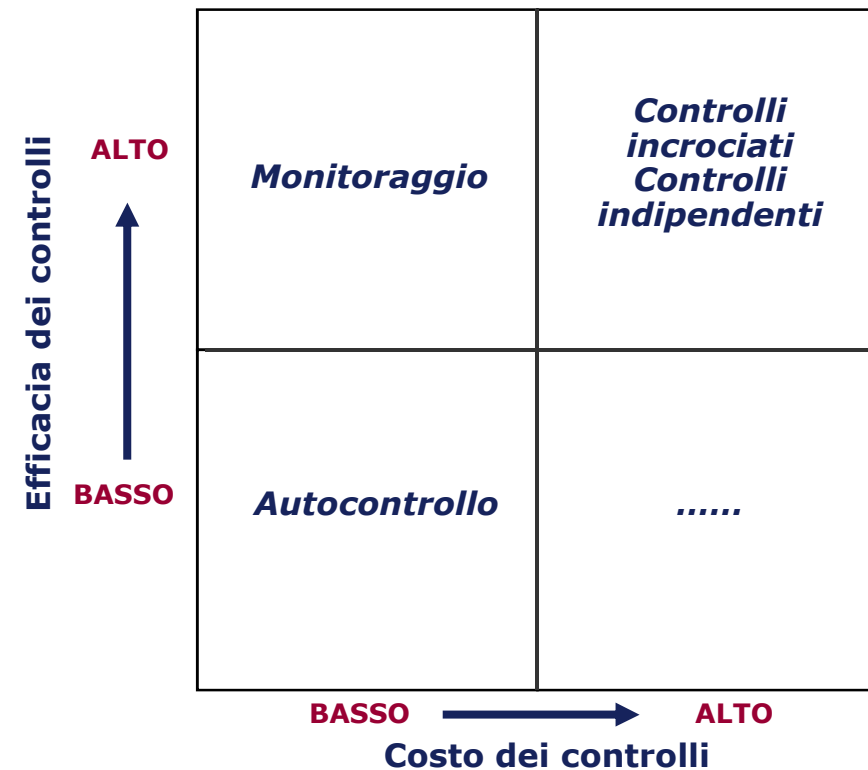 Efficacia dei controlli
ALTO
BASSO
Monitoraggio
Controlli
incrociati
Controlli
indipendenti
Autocontrollo
......
BASSO
ALTO
Costo dei controlli